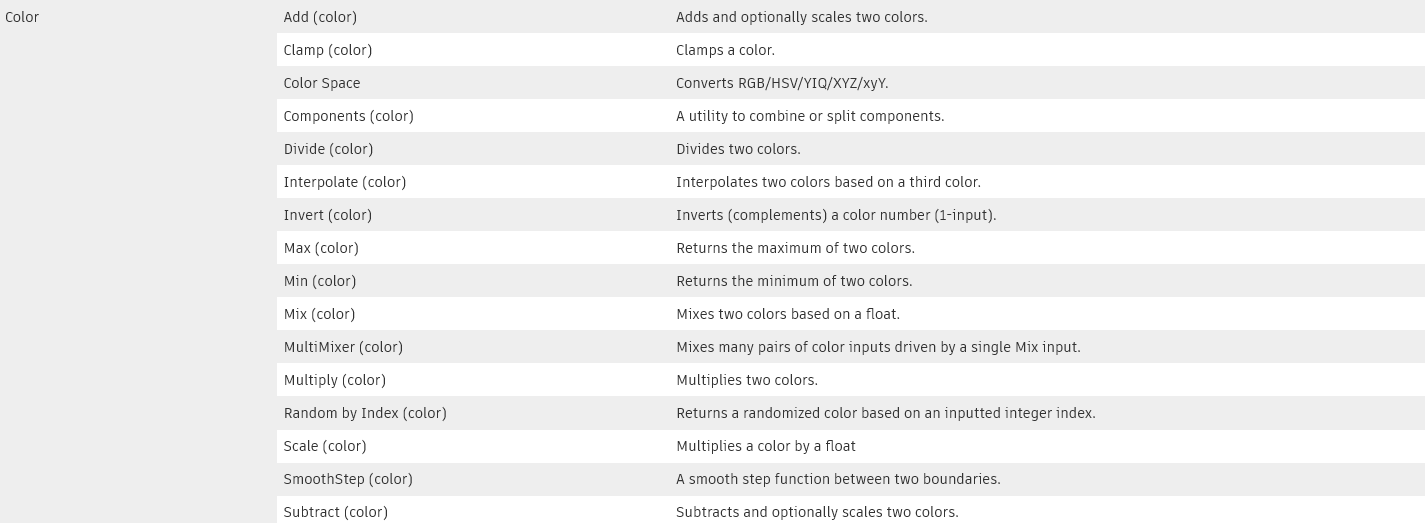 Color Add (color) Adds and optionally scales two colors.
Clamp (color) Clamps a color.
Color Space Converts RGB/HSV/YIQ/XYZ/xyY.
Components (color) A utility to combine or split components.
Divide (color) Divides two colors.
Interpolate (color) Interpolates two colors based on a third color.
Invert (color) Inverts (complements) a color number (1-input).
Max (color) Returns the maximum of two colors.
Min (color) Returns the minimum of two colors.
Mix (color) Mixes two colors based on a float.
MultiMixer (color) Mixes many pairs of color inputs driven by a single Mix input.
Multiply (color) Multiplies two colors.
Random by Index (color) Returns a randomized color based on an inputted integer index.
Scale (color) Multiplies a color by a float
SmoothStep (color) A smooth step function between two boundaries.
Subtract (color) Subtracts and optionally scales two colors.